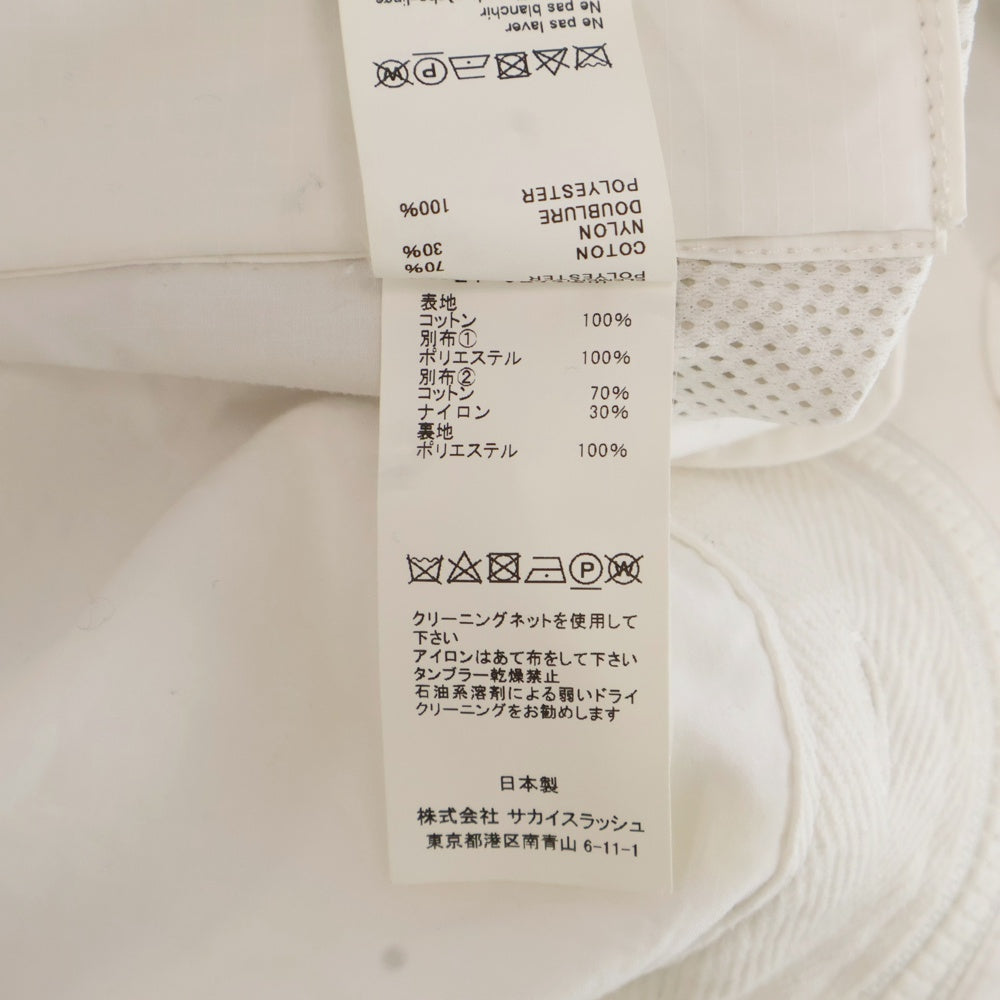 Ne pas blanchir
Ne pas laver
POLYESTER 100%
DOUBLURE
NYLON 30%
COTON 70%
POLYESTER
表地
コットン 100%
別布①
ポリエステル 100%
別布②
コットン 70%
ナイロン 30%
裏地
ポリエステル 100%
P W
クリーニングネットを使用して
下さい
アイロンはあて布をして下さい
タンブラー乾燥禁止
石油系溶剤による弱いドライ
クリーニングをお勧めします
日本製
株式会社 サカイスラッシュ
東京都港区南青山 6-11-1